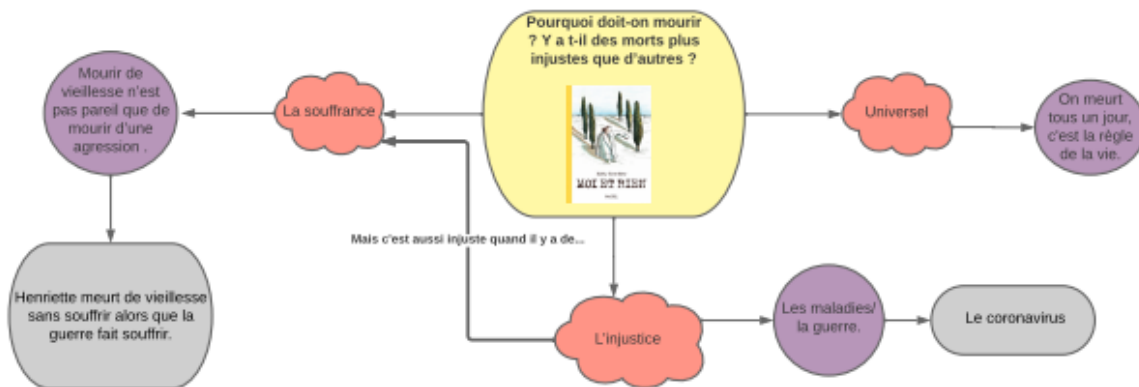 Pourquoi doit-on mourir
? Y a t-il des morts plus
injustes que d'autres ?
MOI ET RIEN
La souffrance
Mourir de
vieillesse n'est
pas pareil que de
mourir d'une
agression .
Henriette meurt de vieillesse
sans souffrir alors que la
guerre fait souffrir.
Universel
On meurt
tous un jour,
c'est la règle
de la vie.
Mais c'est aussi injuste quand il y a de...
L'injustice
Les maladies/
la guerre.
Le coronavirus